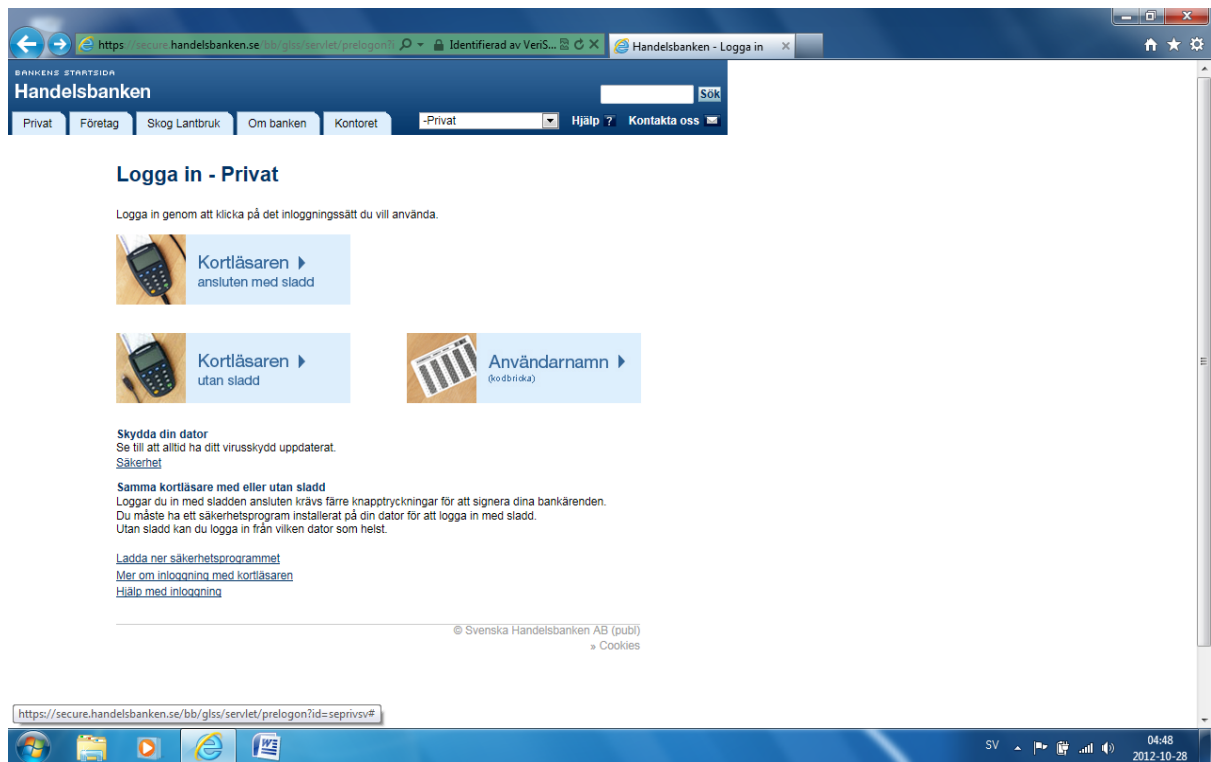 https://secure.handelsbanken.se/bb/glss/servlet/prelogon?i
Identifieras av VeriS...
Handelsbanken - Logga in
BANKENS STARTSIDA
Handelsbanken
Sök
Privat Företag Skog Lantbruk Om banken Kontoret -Privat Hjälp ? Kontakta oss
Logga in - Privat
Logga in genom att klicka på det inloggningssätt du vill använda.
Kortläsaren
ansluten med sladd
Kortläsaren
utan sladd
Användarnamn
(kodbricka)
Skydda din dator
Se till att alltid ha ditt virusskydd uppdaterat.
Säkerhet
Samma kortläsare med eller utan sladd
Loggar du in med sladden ansluten krävs färre knapptryckningar för att signera dina bankärenden.
Du måste ha ett säkerhetsprogram installerat på din dator för att logga in med sladd.
Utan sladd kan du logga in från vilken dator som helst.
Ladda ner säkerhetsprogrammet
Mer om inloggning med kortläsaren
Hjälp med inloggning
© Svenska Handelsbanken AB (publ)
» Cookies
https://secure.handelsbanken.se/bb/glss/servlet/prelogon?id=seprivsv#
SV
04:48
2012-10-28